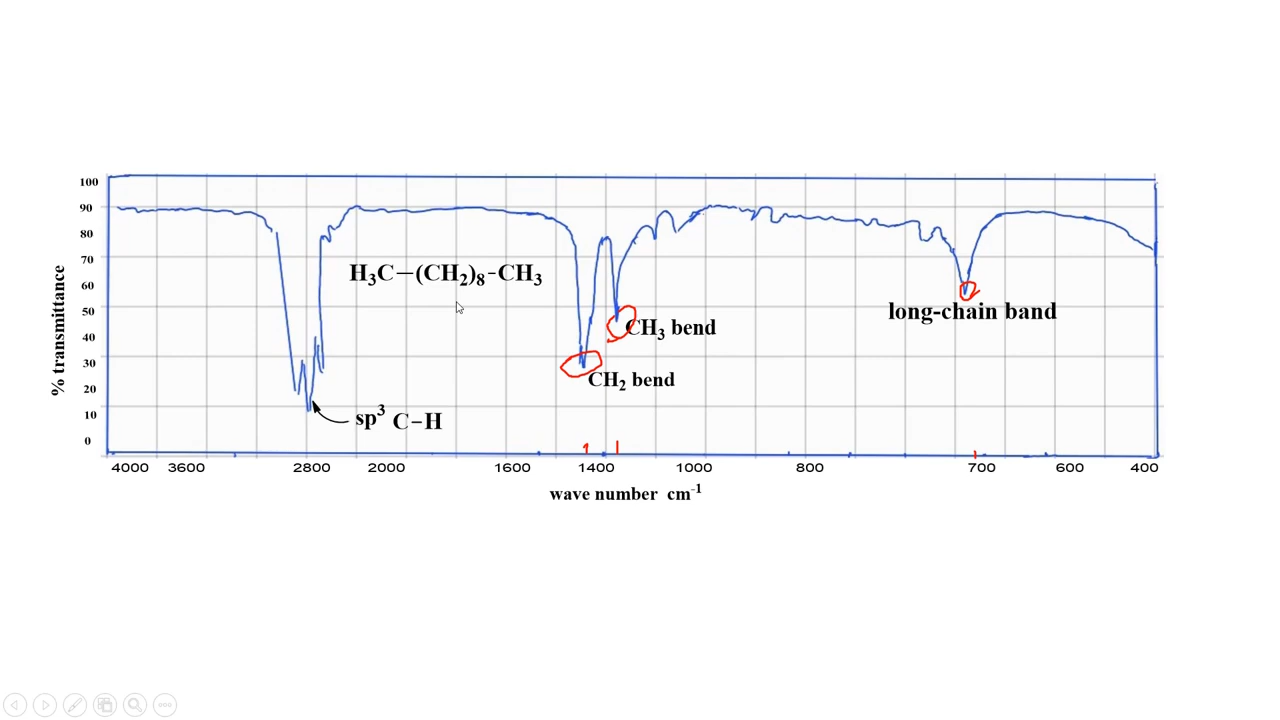 100
90
80
70
60
50
40
30
20
10
0
% transmittance
H₃C−(CH₂)₈-CH₃
CH₃ bend
CH₂ bend
long-chain band
sp³ C−H
4000 3600 2800 2000 1600 1400 1000 800 700 600 400
wave number cm⁻¹